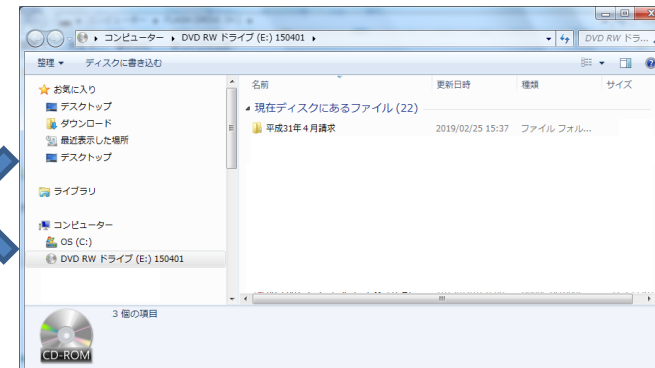 コンピューター ▸ DVD RW ドライブ (E:) 150401 ▸
DVD RW ドラ...
整理 ▼ ディスクに書き込む
お気に入り
デスクトップ
ダウンロード
最近表示した場所
デスクトップ
ライブラリ
コンピューター
OS (C:)
DVD RW ドライブ (E:) 150401
名前 更新日時 種類 サイズ
現在ディスクにあるファイル (22)
平成31年4月請求 2019/02/25 15:37 ファイル フォル...
3 個の項目
CD-ROM